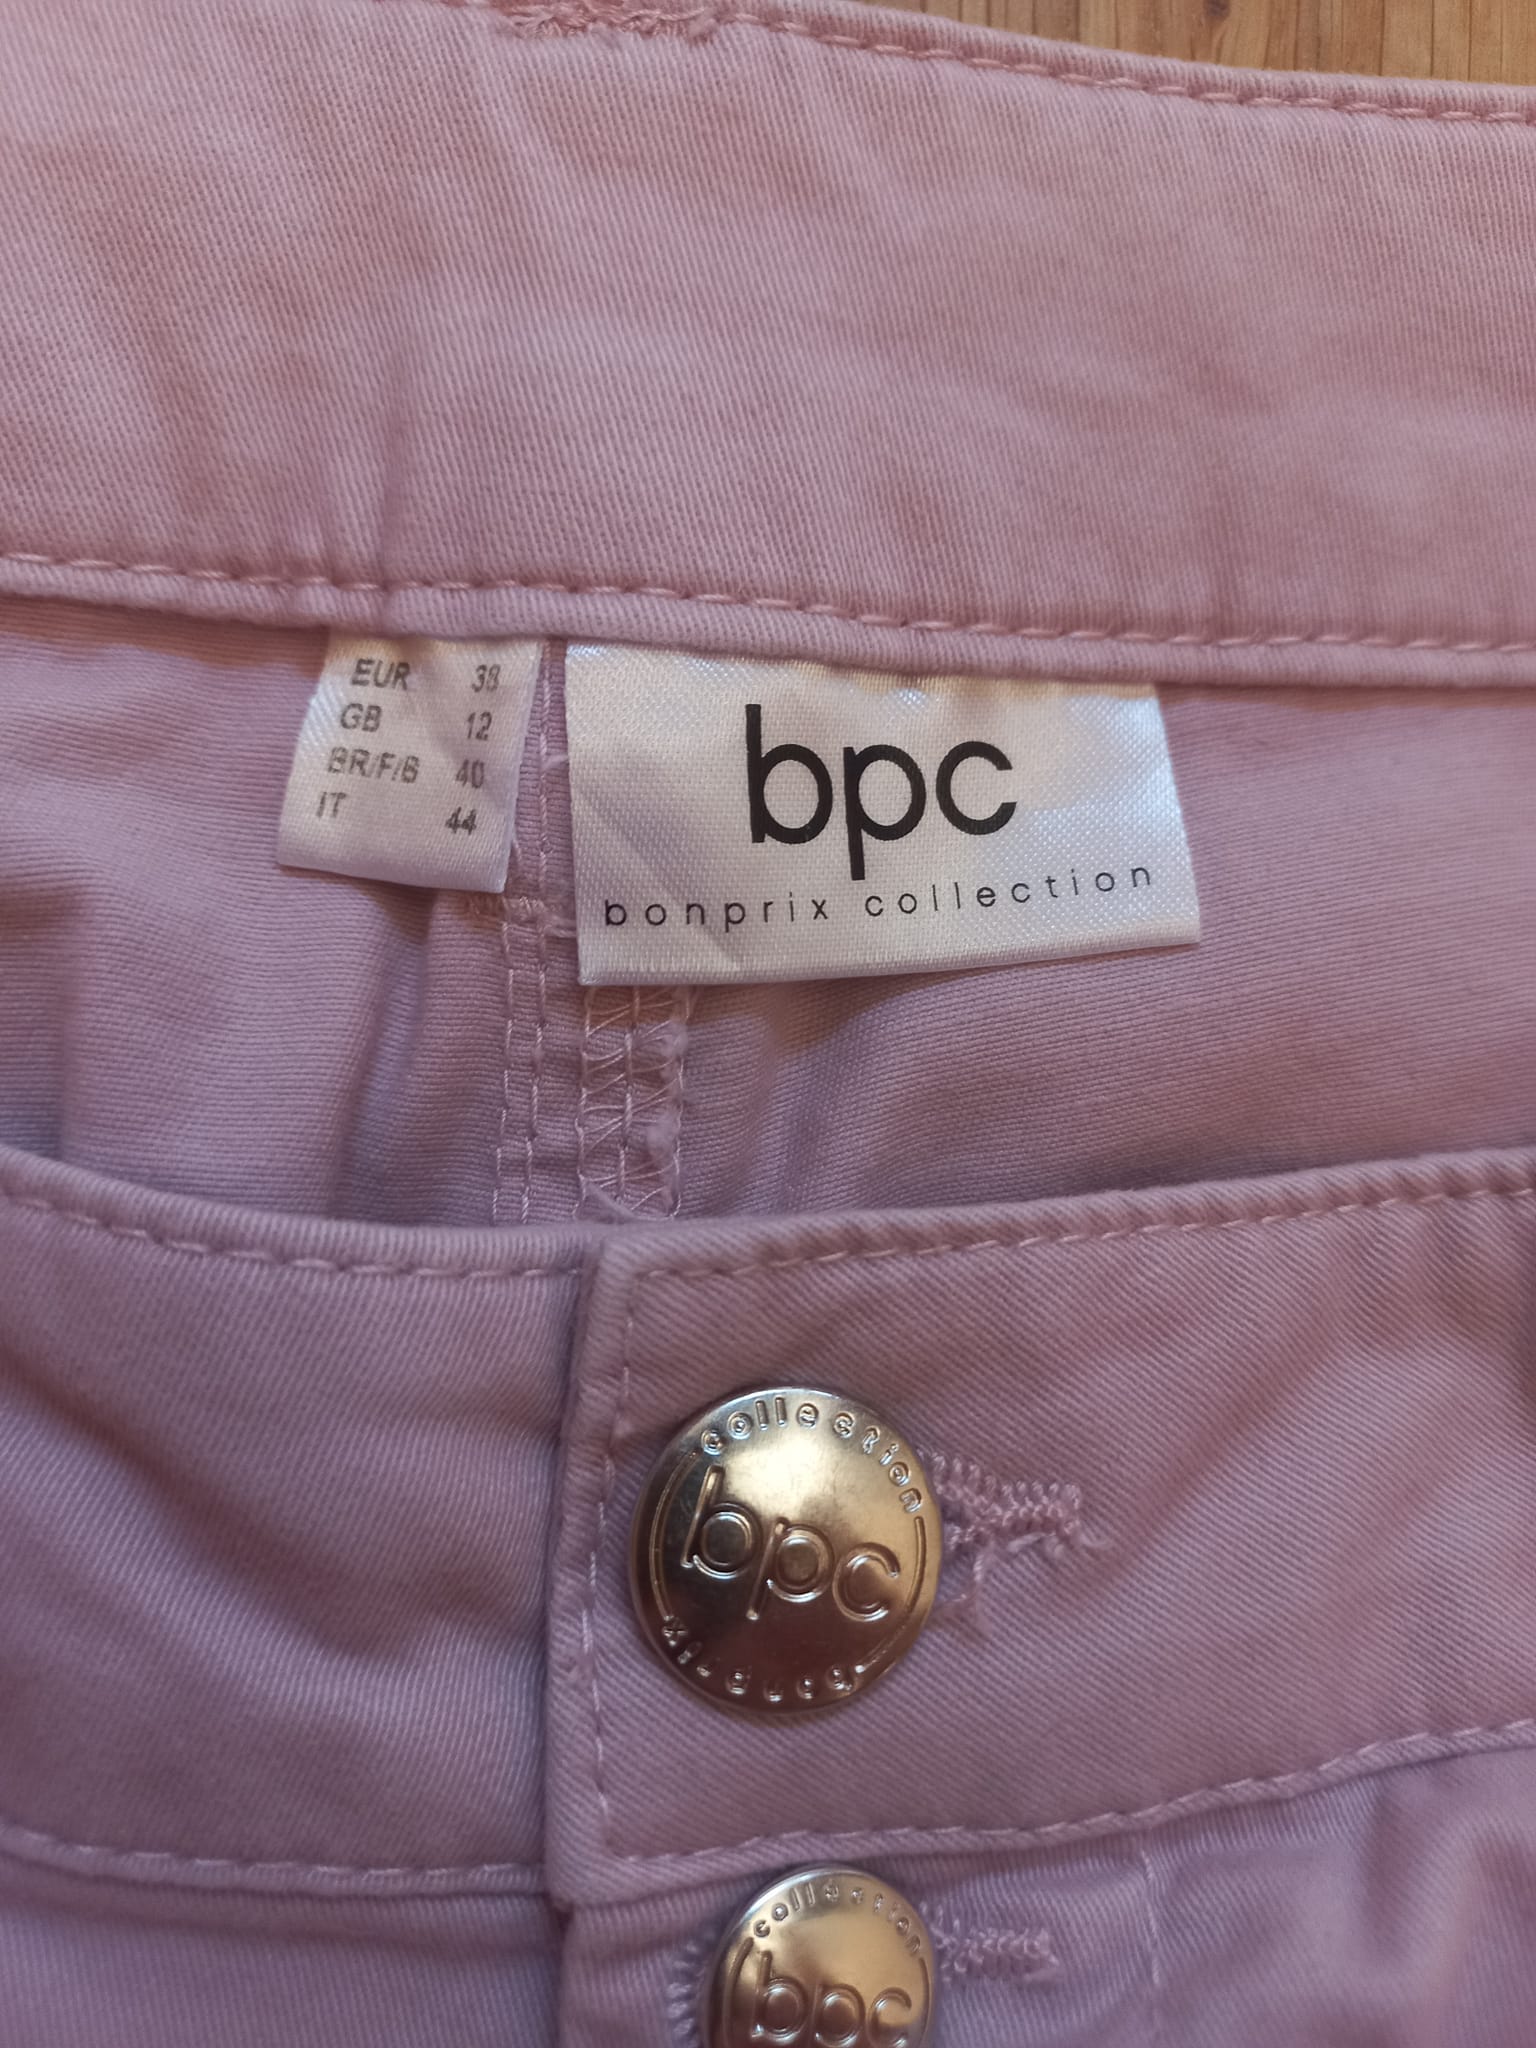 EUR 38
GB 12
BR/F/B 40
IT 44
bpc
bonprix collection
collection
bpc
bonprix
collection
bpc